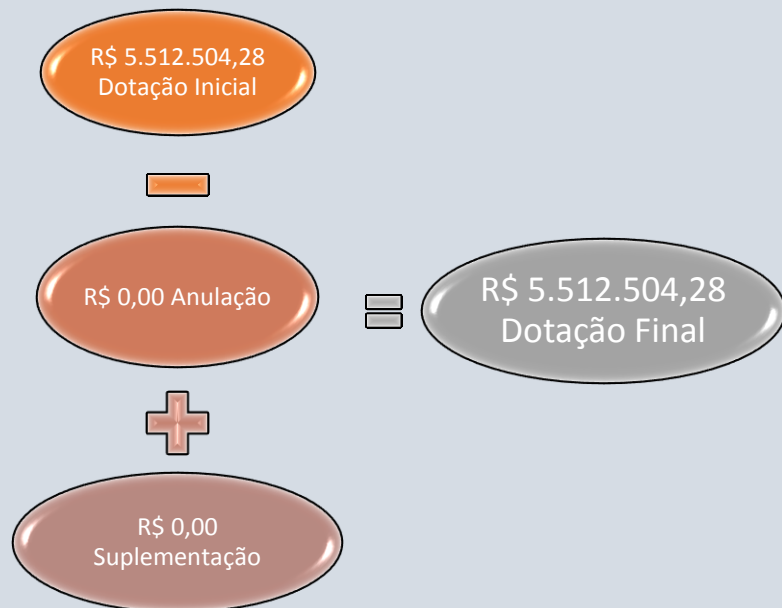 R$ 5.512.504,28
Dotação Inicial
R$ 0,00 Anulação
R$ 0,00
Suplementação
R$ 5.512.504,28
Dotação Final